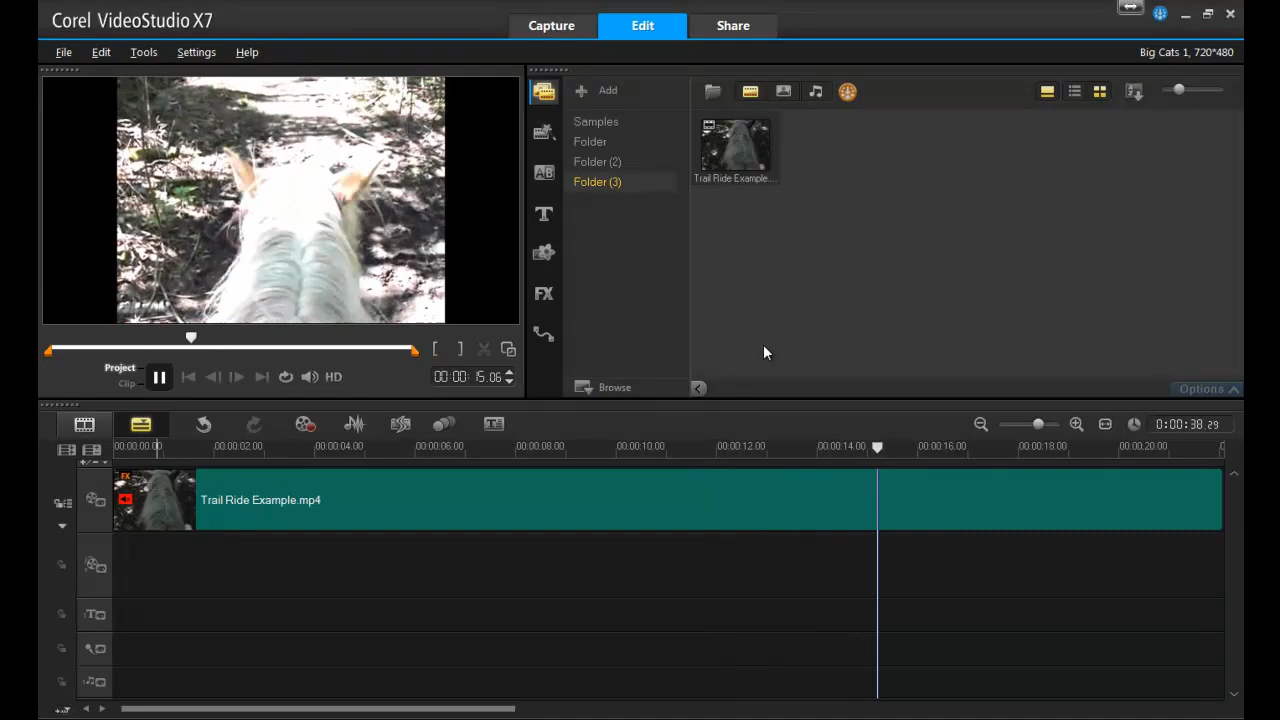 Corel VideoStudio X7
Capture
Edit
Share
File
Edit
Tools
Settings
Help
Big Cats 1, 720*480
Add
Samples
Folder
Folder (2)
Folder (3)
Trail Ride Example....
AB
T
FX
Browse
Options
Project
Clip
HD
[ ]
00:00: 15.06
0:00:38.29
00:00:00.00
00:00:02.00
00:00:04.00
00:00:06.00
00:00:08.00
00:00:10.00
00:00:12.00
00:00:14.00
00:00:16.00
00:00:18.00
00:00:20.00
FX
Trail Ride Example.mp4
1T